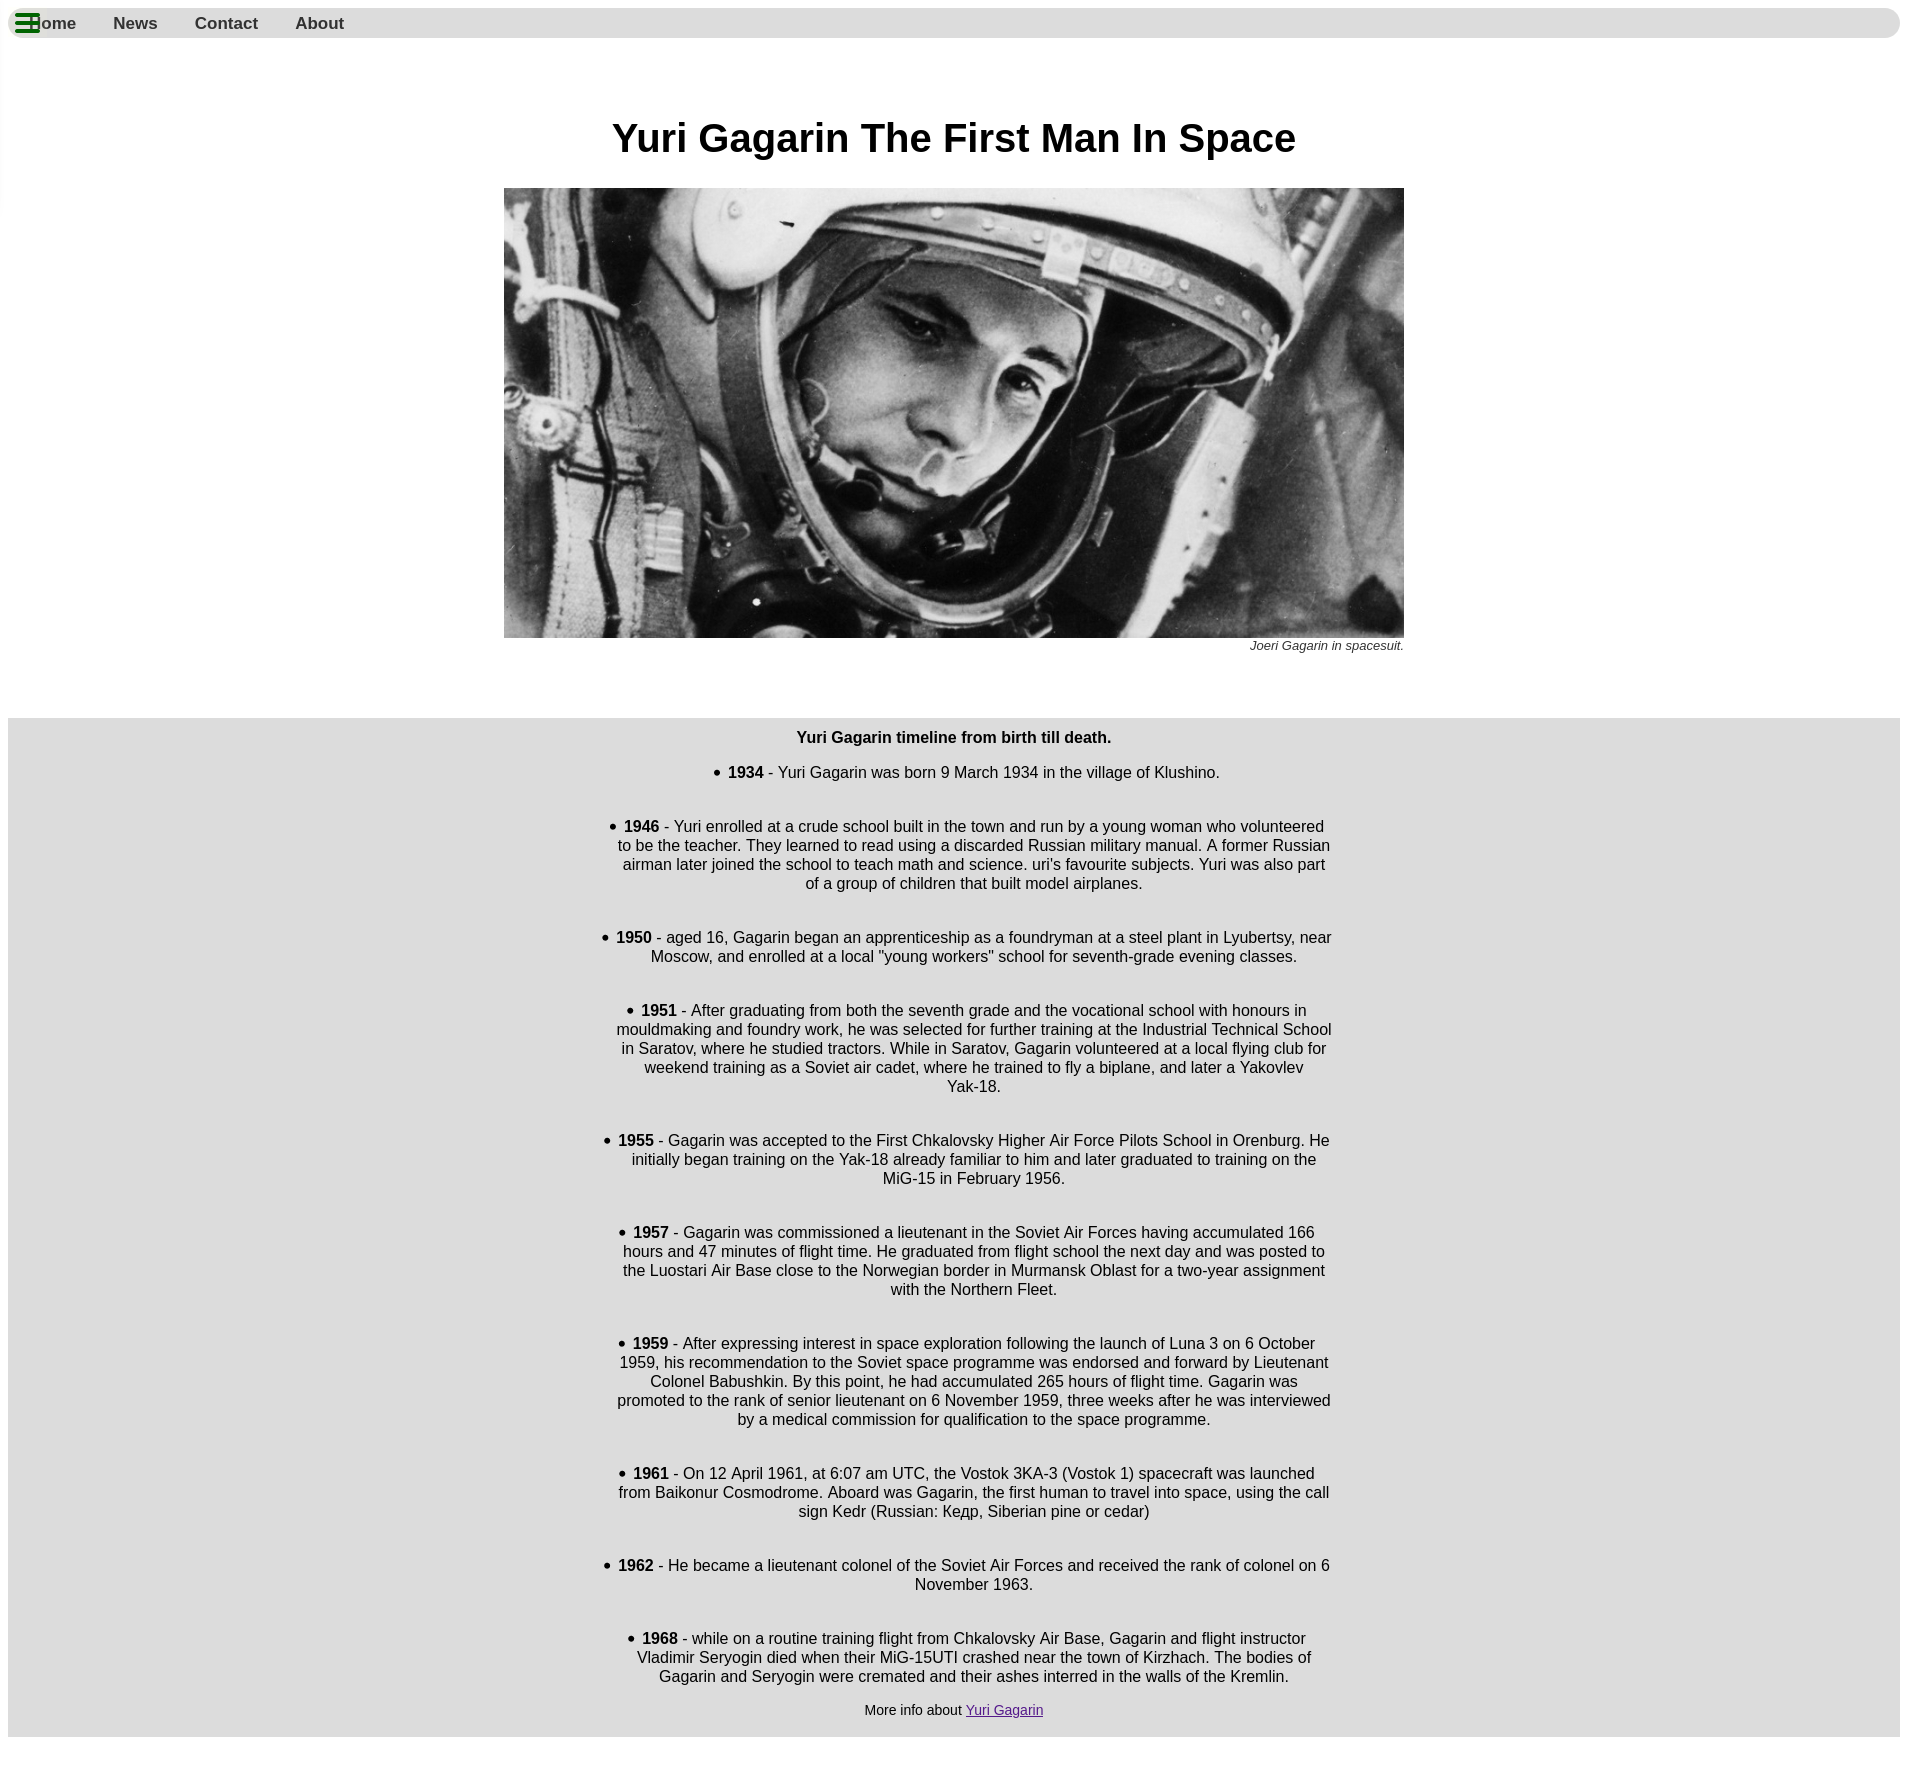 Home News Contact About
Yuri Gagarin The First Man In Space
Joeri Gagarin in spacesuit.
Yuri Gagarin timeline from birth till death.
• 1934 - Yuri Gagarin was born 9 March 1934 in the village of Klushino.
• 1946 - Yuri enrolled at a crude school built in the town and run by a young woman who volunteered
to be the teacher. They learned to read using a discarded Russian military manual. A former Russian
airman later joined the school to teach math and science. uri's favourite subjects. Yuri was also part
of a group of children that built model airplanes.
• 1950 - aged 16, Gagarin began an apprenticeship as a foundryman at a steel plant in Lyubertsy, near
Moscow, and enrolled at a local "young workers" school for seventh-grade evening classes.
• 1951 - After graduating from both the seventh grade and the vocational school with honours in
mouldmaking and foundry work, he was selected for further training at the Industrial Technical School
in Saratov, where he studied tractors. While in Saratov, Gagarin volunteered at a local flying club for
weekend training as a Soviet air cadet, where he trained to fly a biplane, and later a Yakovlev
Yak-18.
• 1955 - Gagarin was accepted to the First Chkalovsky Higher Air Force Pilots School in Orenburg. He
initially began training on the Yak-18 already familiar to him and later graduated to training on the
MiG-15 in February 1956.
• 1957 - Gagarin was commissioned a lieutenant in the Soviet Air Forces having accumulated 166
hours and 47 minutes of flight time. He graduated from flight school the next day and was posted to
the Luostari Air Base close to the Norwegian border in Murmansk Oblast for a two-year assignment
with the Northern Fleet.
• 1959 - After expressing interest in space exploration following the launch of Luna 3 on 6 October
1959, his recommendation to the Soviet space programme was endorsed and forward by Lieutenant
Colonel Babushkin. By this point, he had accumulated 265 hours of flight time. Gagarin was
promoted to the rank of senior lieutenant on 6 November 1959, three weeks after he was interviewed
by a medical commission for qualification to the space programme.
• 1961 - On 12 April 1961, at 6:07 am UTC, the Vostok 3KA-3 (Vostok 1) spacecraft was launched
from Baikonur Cosmodrome. Aboard was Gagarin, the first human to travel into space, using the call
sign Kedr (Russian: Кедр, Siberian pine or cedar)
• 1962 - He became a lieutenant colonel of the Soviet Air Forces and received the rank of colonel on 6
November 1963.
• 1968 - while on a routine training flight from Chkalovsky Air Base, Gagarin and flight instructor
Vladimir Seryogin died when their MiG-15UTI crashed near the town of Kirzhach. The bodies of
Gagarin and Seryogin were cremated and their ashes interred in the walls of the Kremlin.
More info about Yuri Gagarin